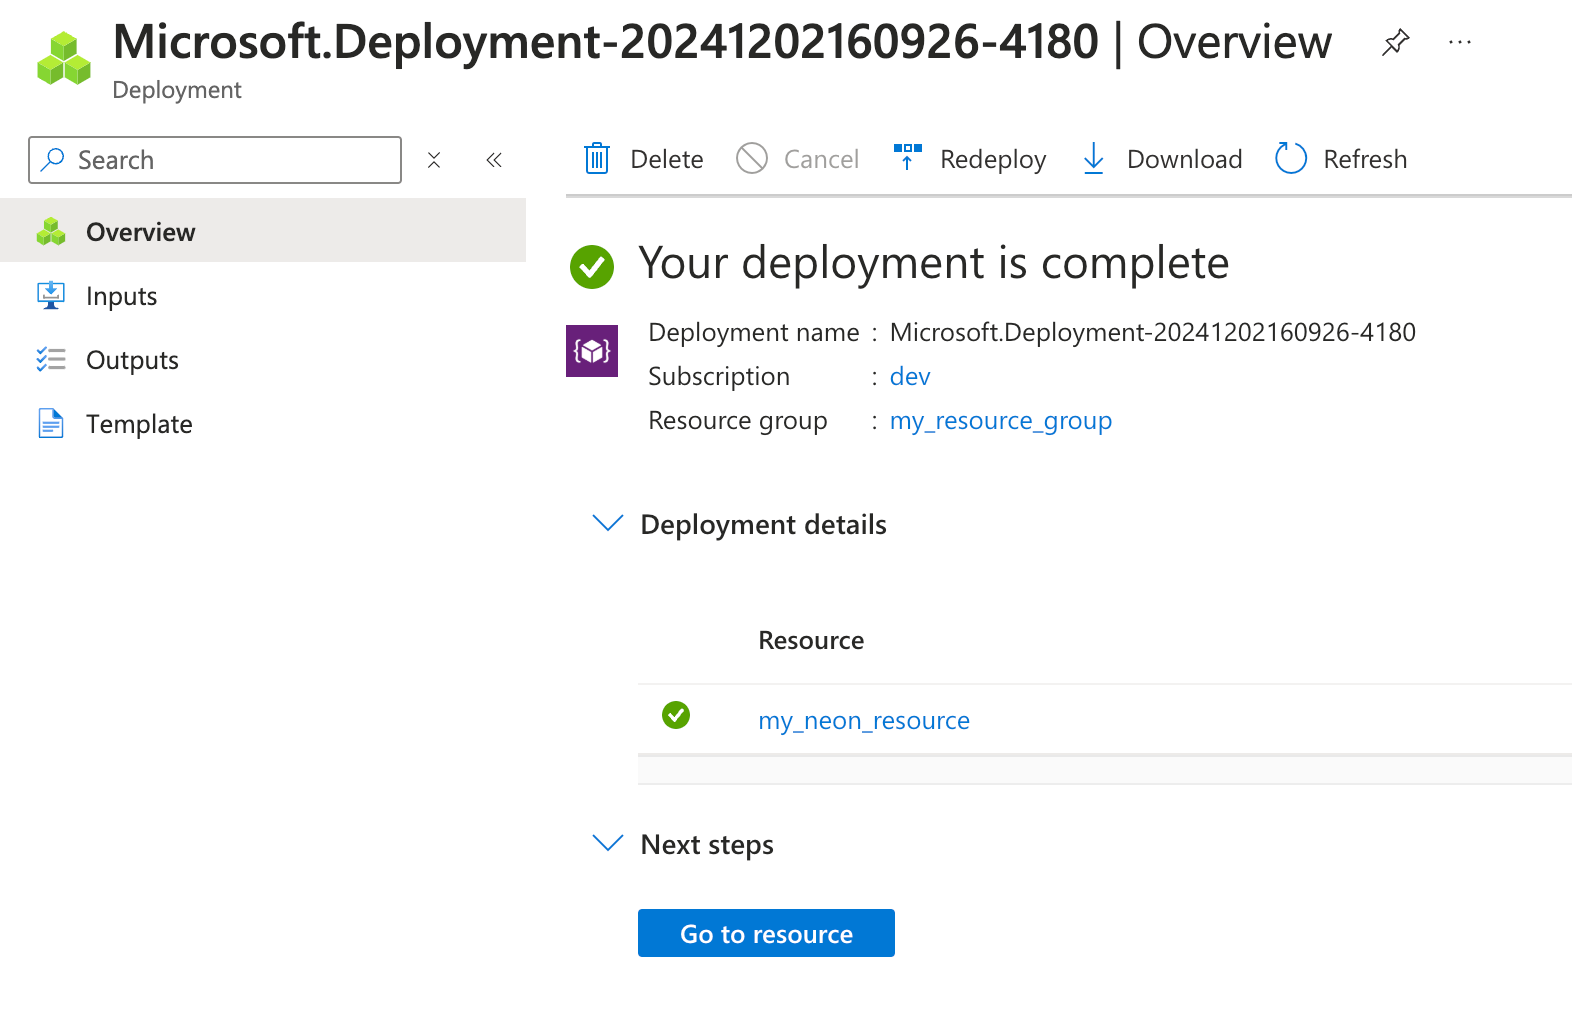 Microsoft.Deployment-20241202160926-4180 | Overview
Deployment
Search
Delete
Cancel
Redeploy
Download
Refresh
Overview
Inputs
Outputs
Template
Your deployment is complete
Deployment name : Microsoft.Deployment-20241202160926-4180
Subscription : dev
Resource group : my_resource_group
Deployment details
Resource
my_neon_resource
Next steps
Go to resource